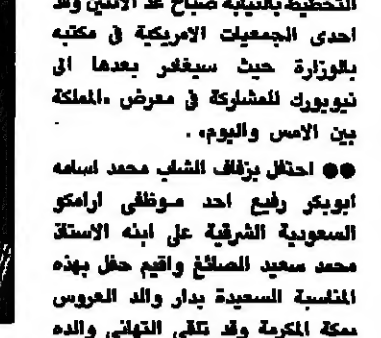 التخطيط بالنيابة صباح غد الاثنين وفد
احدى الجمعيات الامريكية في مكتبه
بالوزارة حيث سيغادر بعدها الى
نيويورك للمشاركة في معرض «المملكة
بين الامس واليوم» .
●● احتفل بزفاف الشاب محمد اسامه
ابوبكر رفيع احد موظفي ارامكو
السعودية الشرقية على ابنه الاستاذ
محمد سعيد الصائغ واقيم حفل بهذه
المناسبة السعيدة بدار والد العروس
بمكة المكرمة وقد تلقى التهاني والده